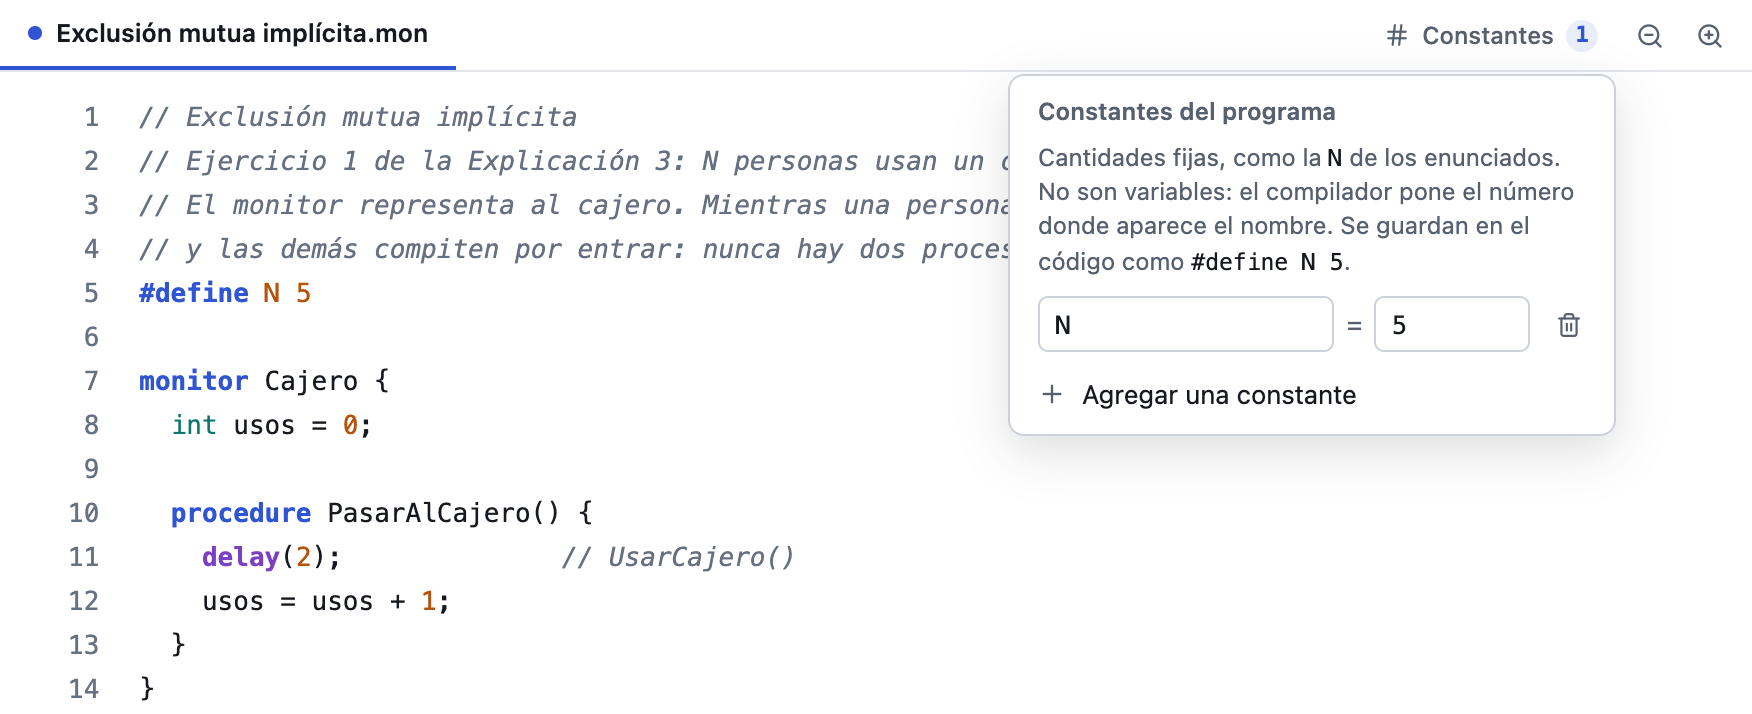 Exclusión mutua implícita.mon
# Constantes 1
1 // Exclusión mutua implícita
2 // Ejercicio 1 de la Explicación 3: N personas usan un
3 // El monitor representa al cajero. Mientras una persona
4 // y las demás compiten por entrar: nunca hay dos
5 #define N 5
6
7 monitor Cajero {
8 int usos = 0;
9
10 procedure PasarAlCajero() {
11 delay(2); // UsarCajero()
12 usos = usos + 1;
13 }
14 }
Constantes del programa
Cantidades fijas, como la N de los enunciados.
No son variables: el compilador pone el número
donde aparece el nombre. Se guardan en el
código como #define N 5.
N = 5
+ Agregar una constante